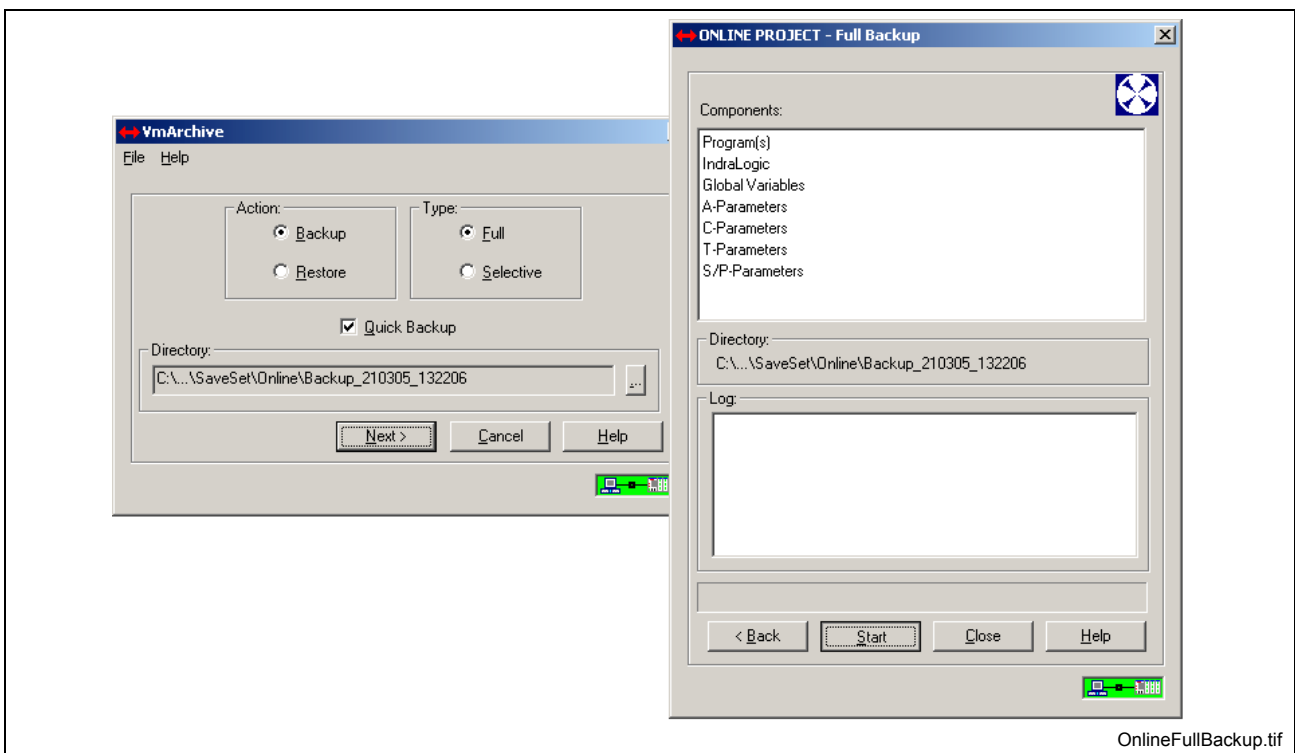 VmArchive
File Help
Action:
Backup
Restore
Type:
Full
Selective
Quick Backup
Directory:
C:\...\SaveSet\Online\Backup_210305_132206
...
Next >
Cancel
Help
ONLINE PROJECT - Full Backup
Components:
Program(s)
IndraLogic
Global Variables
A-Parameters
C-Parameters
T-Parameters
S/P-Parameters
Directory:
C:\...\SaveSet\Online\Backup_210305_132206
Log:
< Back
Start
Close
Help
OnlineFullBackup.tif